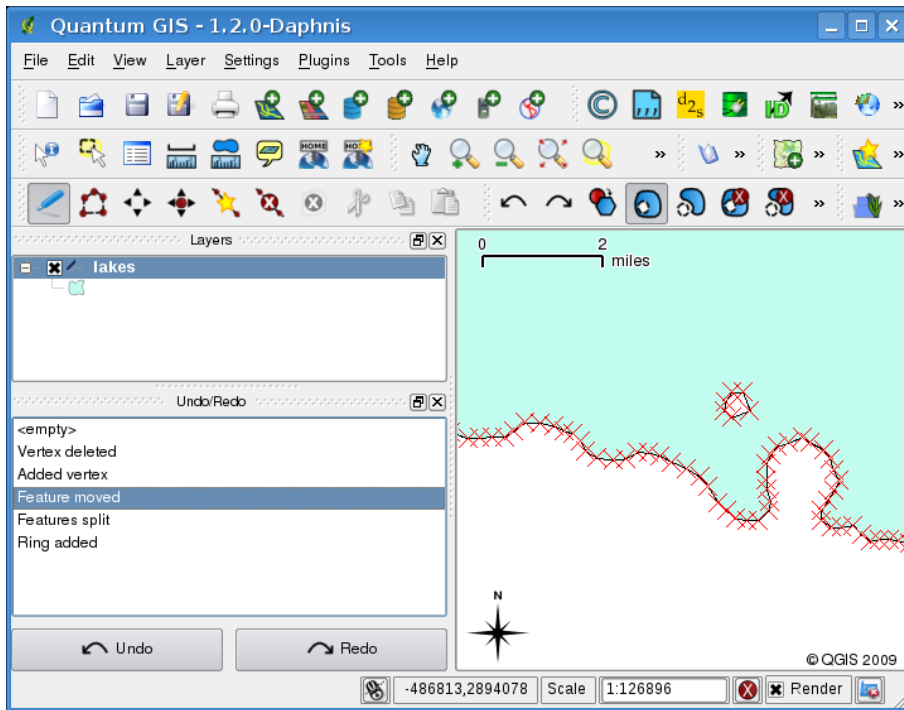 Quantum GIS - 1.2.0-Daphnis
File Edit View Layer Settings Plugins Tools Help
d2s
HOME
Layers
lakes
Undo/Redo
<empty>
Vertex deleted
Added vertex
Feature moved
Features split
Ring added
Undo Redo
0 2
miles
N
© QGIS 2009
-486813,2894078 Scale 1:126896 Render